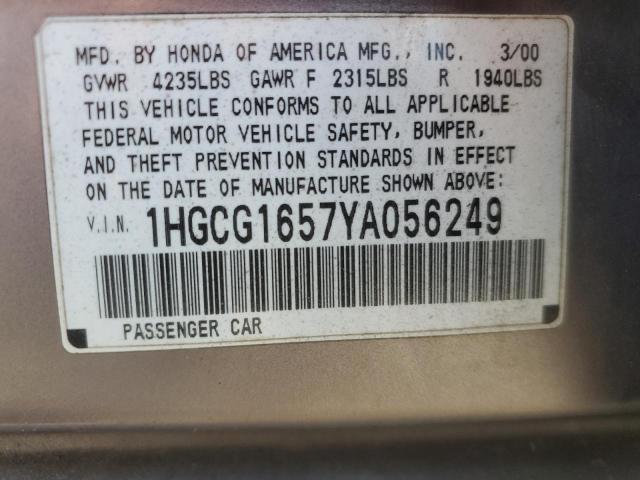 MFD. BY HONDA OF AMERICA MFG., INC. 3/00
GVWR 4235LBS GAWR F 2315LBS R 1940LBS
THIS VEHICLE CONFORMS TO ALL APPLICABLE
FEDERAL MOTOR VEHICLE SAFETY, BUMPER,
AND THEFT PREVENTION STANDARDS IN EFFECT
ON THE DATE OF MANUFACTURE SHOWN ABOVE:
V.I.N. 1HGCG1657YA056249
PASSENGER CAR